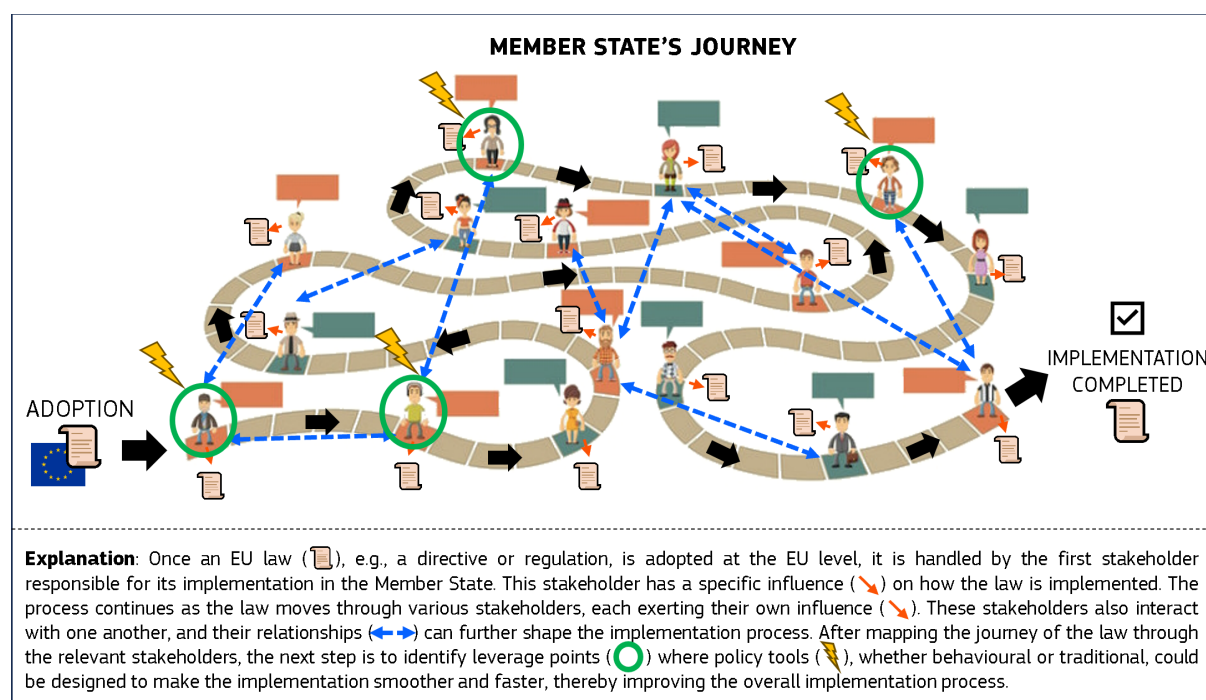 MEMBER STATE'S JOURNEY
ADOPTION
IMPLEMENTATION
COMPLETED
Explanation: Once an EU law (), e.g., a directive or regulation, is adopted at the EU level, it is handled by the first stakeholder
responsible for its implementation in the Member State. This stakeholder has a specific influence () on how the law is implemented. The
process continues as the law moves through various stakeholders, each exerting their own influence (). These stakeholders also interact
with one another, and their relationships () can further shape the implementation process. After mapping the journey of the law through
the relevant stakeholders, the next step is to identify leverage points () where policy tools (), whether behavioural or traditional, could
be designed to make the implementation smoother and faster, thereby improving the overall implementation process.